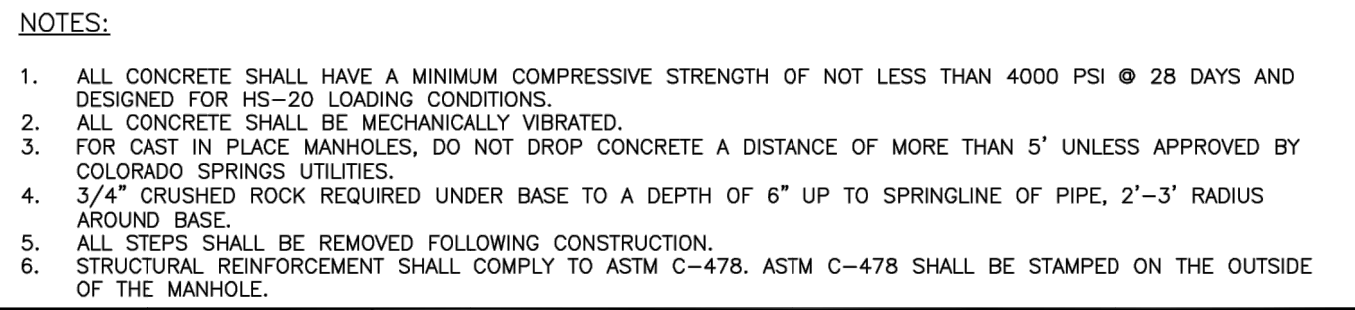 NOTES:
1. ALL CONCRETE SHALL HAVE A MINIMUM COMPRESSIVE STRENGTH OF NOT LESS THAN 4000 PSI @ 28 DAYS AND
DESIGNED FOR HS-20 LOADING CONDITIONS.
2. ALL CONCRETE SHALL BE MECHANICALLY VIBRATED.
3. FOR CAST IN PLACE MANHOLES, DO NOT DROP CONCRETE A DISTANCE OF MORE THAN 5' UNLESS APPROVED BY
COLORADO SPRINGS UTILITIES.
4. 3/4" CRUSHED ROCK REQUIRED UNDER BASE TO A DEPTH OF 6" UP TO SPRINGLINE OF PIPE, 2'-3' RADIUS
AROUND BASE.
5. ALL STEPS SHALL BE REMOVED FOLLOWING CONSTRUCTION.
6. STRUCTURAL REINFORCEMENT SHALL COMPLY TO ASTM C-478. ASTM C-478 SHALL BE STAMPED ON THE OUTSIDE
OF THE MANHOLE.